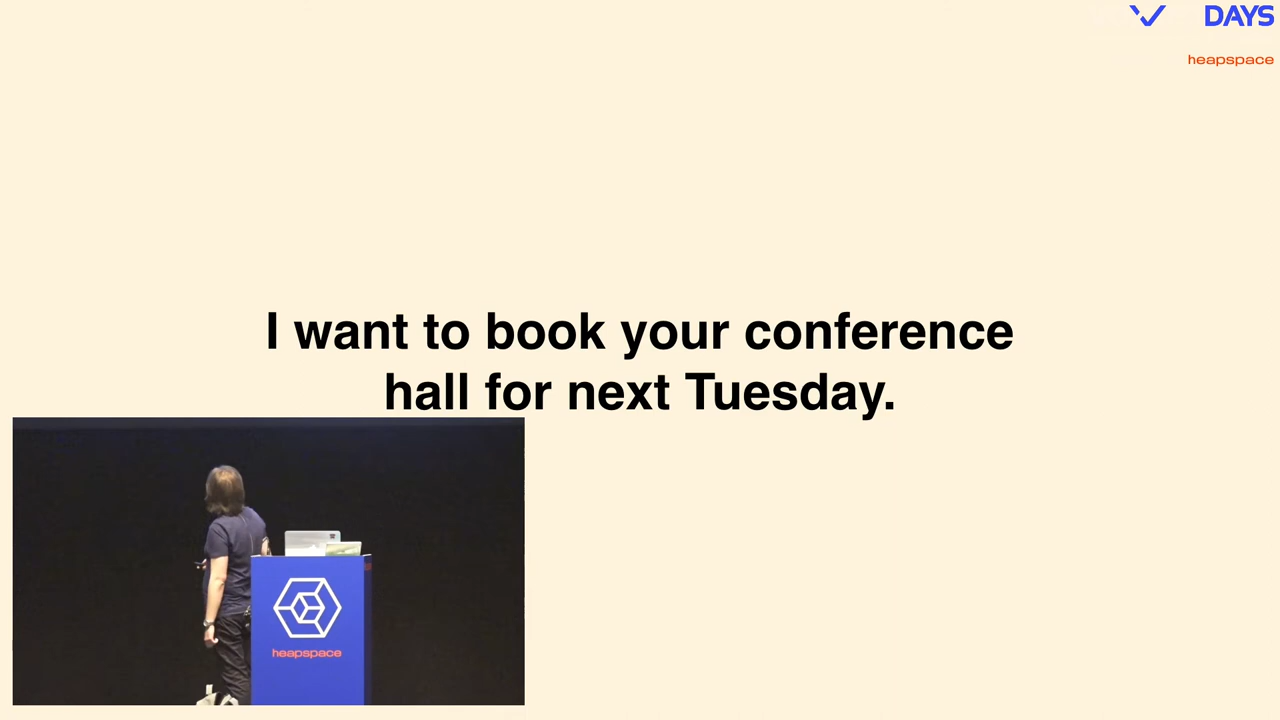 DAYS
heapspace
I want to book your conference
hall for next Tuesday.
heapspace